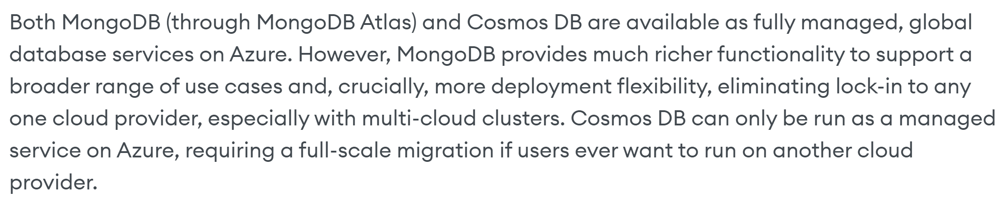 Both MongoDB (through MongoDB Atlas) and Cosmos DB are available as fully managed, global
database services on Azure. However, MongoDB provides much richer functionality to support a
broader range of use cases and, crucially, more deployment flexibility, eliminating lock-in to any
one cloud provider, especially with multi-cloud clusters. Cosmos DB can only be run as a managed
service on Azure, requiring a full-scale migration if users ever want to run on another cloud
provider.